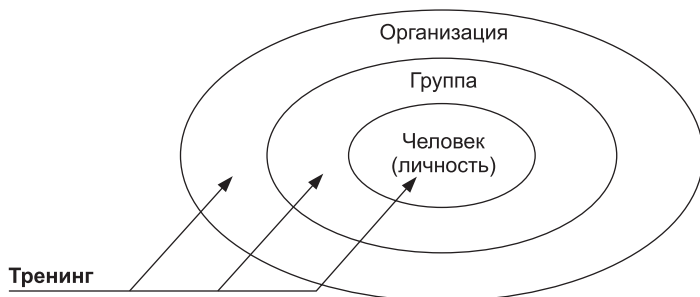 Организация
Группа
Человек
(личность)
Тренинг